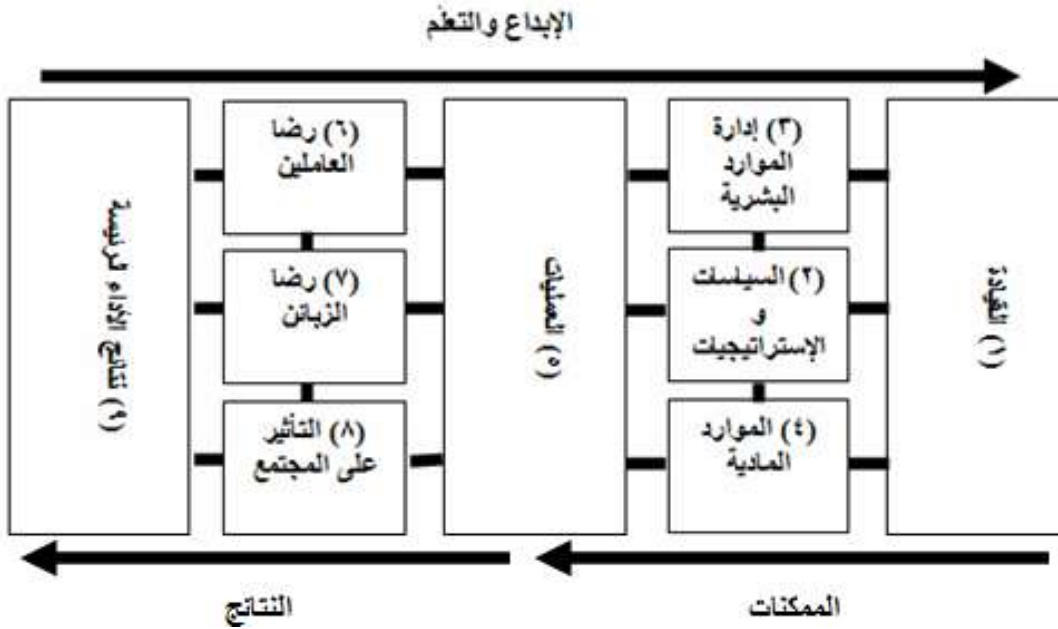 الإبداع والتعلم
(١) القيادة
(٣) إدارة
الموارد
البشرية
(٢) السياسات
و
الإستراتيجيات
(٤) الموارد
المادية
(٥) العمليات
(٦) رضا
العاملين
(٧) رضا
الزبائن
(٨) التأثير
على المجتمع
(٩) نتائج الأداء لرئيسة
الممكنات
النتائج